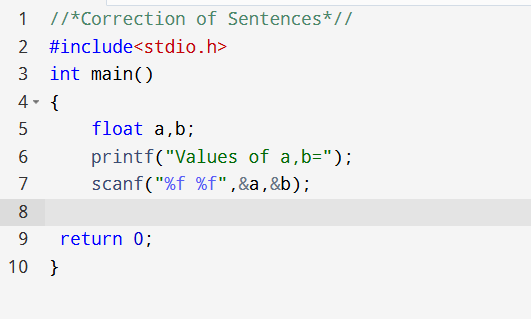 1 //*Correction of Sentences*//
2 #include<stdio.h>
3 int main()
4 {
5 float a,b;
6 printf("Values of a,b=");
7 scanf("%f %f",&a,&b);
8
9 return 0;
10 }